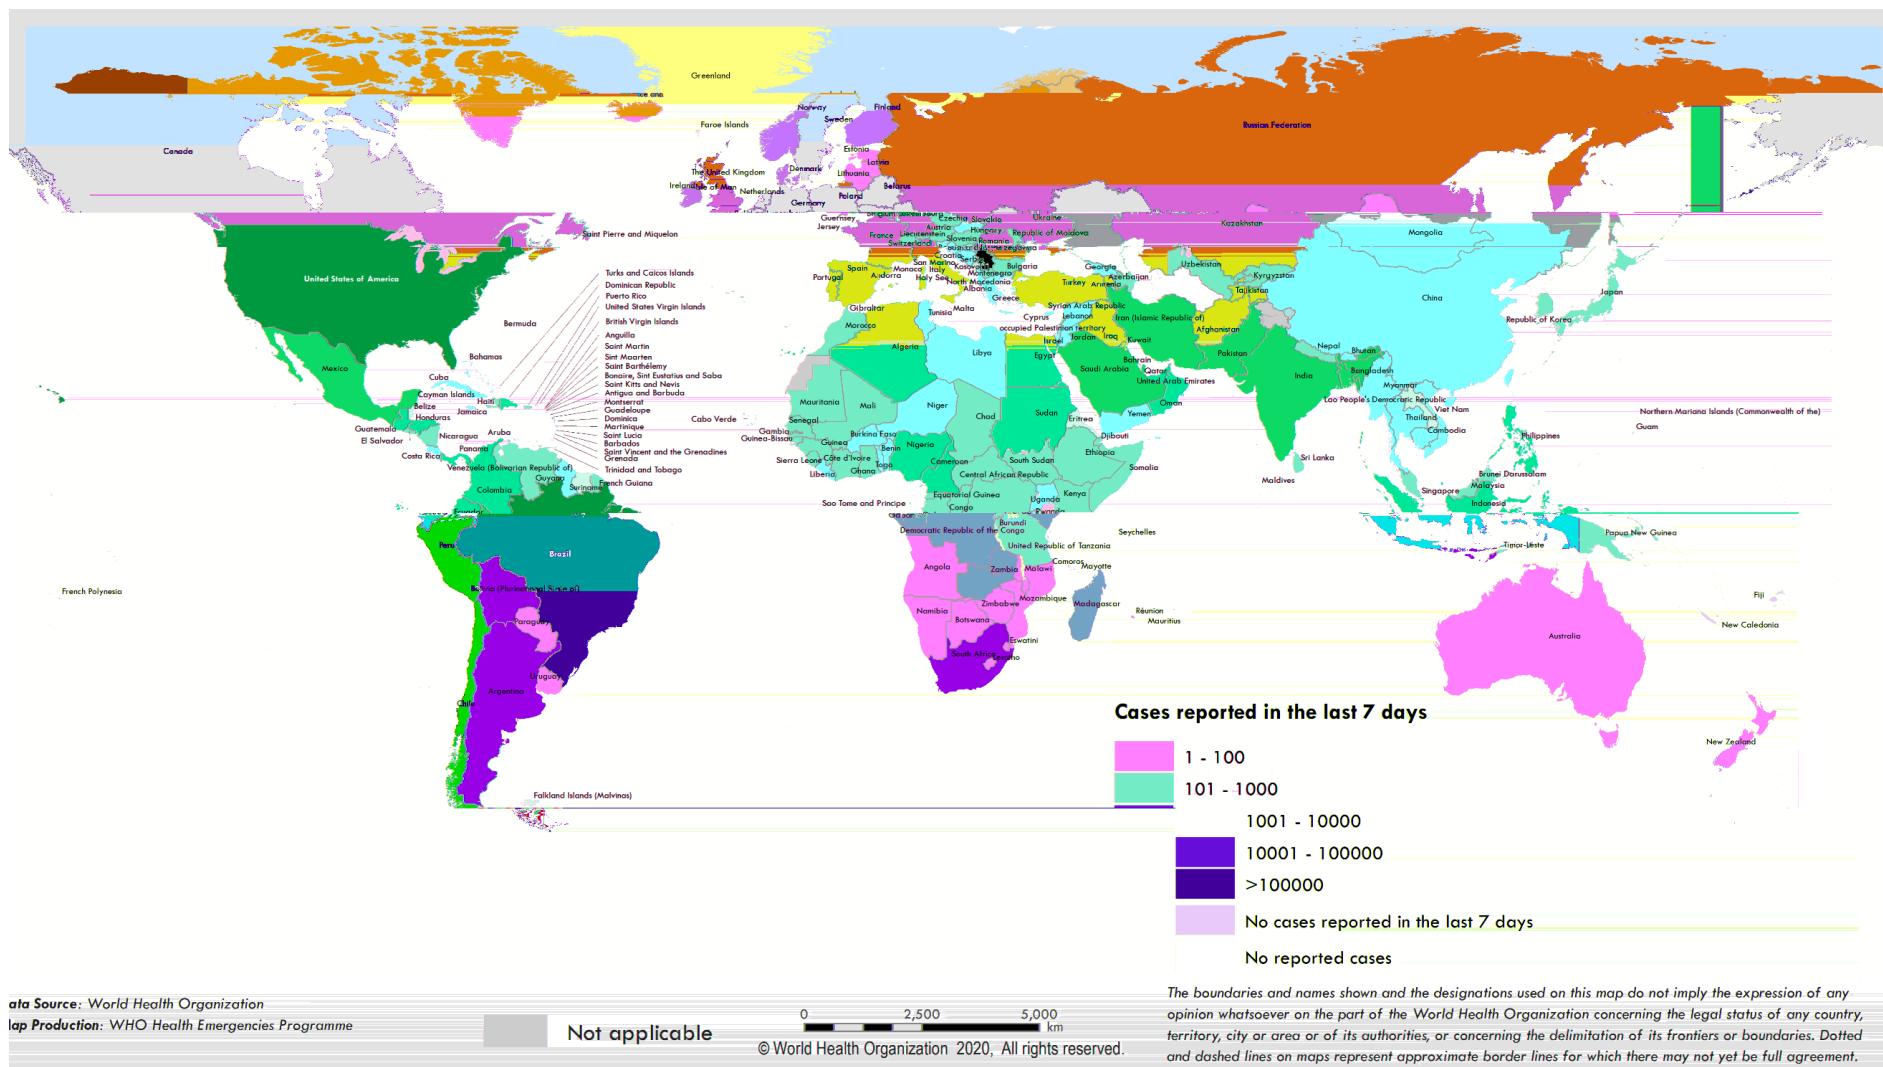 Greenland
Norway
Finland
Sweden
Faroe Islands
Russian Federation
Canada
Estonia
Latvia
Denmark
The United Kingdom
Lithuania
Ireland
Isle of Man
Netherlands
Belarus
Germany
Poland
Guernsey
Jersey
Czechia
Slovakia
Ukraine
Kazakhstan
Saint Pierre and Miquelon
France
Austria
Liechtenstein
Hungary
Republic of Moldova
Mongolia
Switzerland
Slovenia
Romania
Croatia
San Marino
Kosovo
Bulgaria
Georgia
Uzbekistan
Kyrgyzstan
United States of America
Portugal
Spain
Andorra
Monaco
Italy
Holy See
Montenegro
North Macedonia
Albania
Greece
Turkey
Armenia
Azerbaijan
Tajikistan
China
Japan
Turks and Caicos Islands
Dominican Republic
Puerto Rico
United States Virgin Islands
British Virgin Islands
Anguilla
Saint Martin
Sint Maarten
Saint Barthélemy
Bonaire, Sint Eustatius and Saba
Saint Kitts and Nevis
Antigua and Barbuda
Montserrat
Guadeloupe
Dominica
Martinique
Saint Lucia
Barbados
Saint Vincent and the Grenadines
Grenada
Trinidad and Tobago
Bermuda
Gibraltar
Morocco
Tunisia
Malta
Cyprus
Syrian Arab Republic
Lebanon
occupied Palestinian territory
Israel
Jordan
Iraq
Iran (Islamic Republic of)
Kuwait
Afghanistan
Republic of Korea
Mexico
Bahamas
Cuba
Cayman Islands
Belize
Haiti
Honduras
Jamaica
Guatemala
El Salvador
Nicaragua
Aruba
Costa Rica
Panama
Venezuela (Bolivarian Republic of)
Guyana
Suriname
French Guiana
Colombia
Ecuador
Algeria
Libya
Egypt
Saudi Arabia
Bahrain
Qatar
United Arab Emirates
Oman
Pakistan
Nepal
Bhutan
India
Bangladesh
Myanmar
Lao People's Democratic Republic
Viet Nam
Thailand
Cambodia
Philippines
Northern Mariana Islands (Commonwealth of the)
Guam
Cabo Verde
Mauritania
Mali
Niger
Chad
Sudan
Eritrea
Yemen
Djibouti
Senegal
Gambia
Guinea-Bissau
Guinea
Burkina Faso
Benin
Nigeria
Sierra Leone
Côte d'Ivoire
Ghana
Togo
Liberia
Cameroon
Central African Republic
South Sudan
Ethiopia
Somalia
Sri Lanka
Maldives
Brunei Darussalam
Malaysia
Singapore
Indonesia
Sao Tome and Principe
Equatorial Guinea
Congo
Uganda
Kenya
Rwanda
Burundi
Democratic Republic of the Congo
United Republic of Tanzania
Seychelles
Timor-Leste
Papua New Guinea
Peru
Brazil
French Polynesia
Angola
Zambia
Malawi
Comoros
Mayotte
Mozambique
Zimbabwe
Madagascar
Namibia
Botswana
Réunion
Mauritius
Fiji
New Caledonia
Australia
Paraguay
South Africa
Eswatini
Lesotho
Uruguay
Argentina
Chile
New Zealand
Falkland Islands (Malvinas)
Cases reported in the last 7 days
1 - 100
101 - 1000
1001 - 10000
10001 - 100000
>100000
No cases reported in the last 7 days
No reported cases
ata Source: World Health Organization
ap Production: WHO Health Emergencies Programme
Not applicable
0 2,500 5,000
km
© World Health Organization 2020, All rights reserved.
The boundaries and names shown and the designations used on this map do not imply the expression of any
opinion whatsoever on the part of the World Health Organization concerning the legal status of any country,
territory, city or area or of its authorities, or concerning the delimitation of its frontiers or boundaries. Dotted
and dashed lines on maps represent approximate border lines for which there may not yet be full agreement.